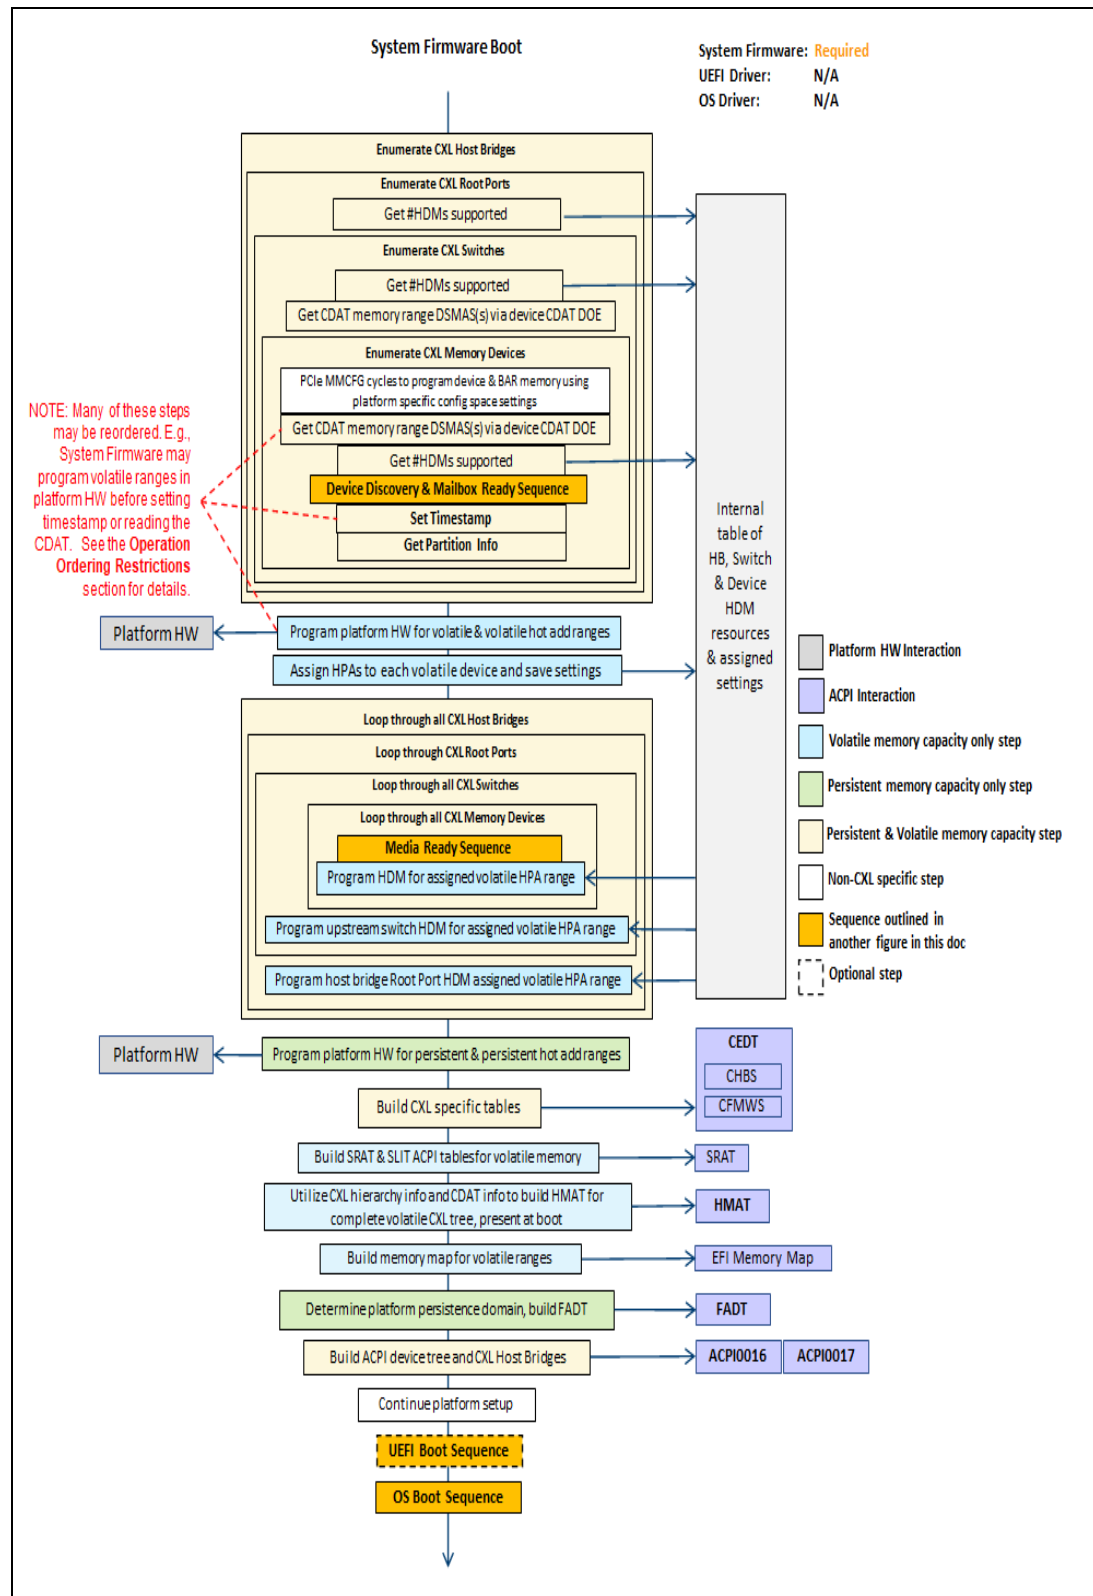 System Firmware Boot
System Firmware: Required
UEFI Driver: N/A
OS Driver: N/A
Enumerate CXL Host Bridges
Enumerate CXL Root Ports
Get #HDMs supported
Enumerate CXL Switches
Get #HDMs supported
Get CDAT memory range DSMAS(s) via device CDAT DOE
Enumerate CXL Memory Devices
PCIe MMCFG cycles to program device & BAR memory using
platform specific config space settings
Get CDAT memory range DSMAS(s) via device CDAT DOE
Get #HDMs supported
Device Discovery & Mailbox Ready Sequence
Set Timestamp
Get Partition Info
NOTE: Many of these steps
may be reordered. E.g.,
System Firmware may
program volatile ranges in
platform HW before setting
timestamp or reading the
CDAT. See the Operation
Ordering Restrictions
section for details.
Internal
table of
HB, Switch
& Device
HDM
resources
& assigned
settings
Platform HW
Program platform HW for volatile & volatile hot add ranges
Assign HPAs to each volatile device and save settings
Loop through all CXL Host Bridges
Loop through CXL Root Ports
Loop through all CXL Switches
Loop through all CXL Memory Devices
Media Ready Sequence
Program HDM for assigned volatile HPA range
Program upstream switch HDM for assigned volatile HPA range
Program host bridge Root Port HDM assigned volatile HPA range
Platform HW Interaction
ACPI Interaction
Volatile memory capacity only step
Persistent memory capacity only step
Persistent & Volatile memory capacity step
Non-CXL specific step
Sequence outlined in
another figure in this doc
Optional step
Platform HW
Program platform HW for persistent & persistent hot add ranges
CEDT
CHBS
CFMWS
Build CXL specific tables
Build SRAT & SLIT ACPI tables for volatile memory
SRAT
Utilize CXL hierarchy info and CDAT info to build HMAT for
complete volatile CXL tree, present at boot
HMAT
Build memory map for volatile ranges
EFI Memory Map
Determine platform persistence domain, build FADT
FADT
Build ACPI device tree and CXL Host Bridges
ACPI0016
ACPI0017
Continue platform setup
UEFI Boot Sequence
OS Boot Sequence